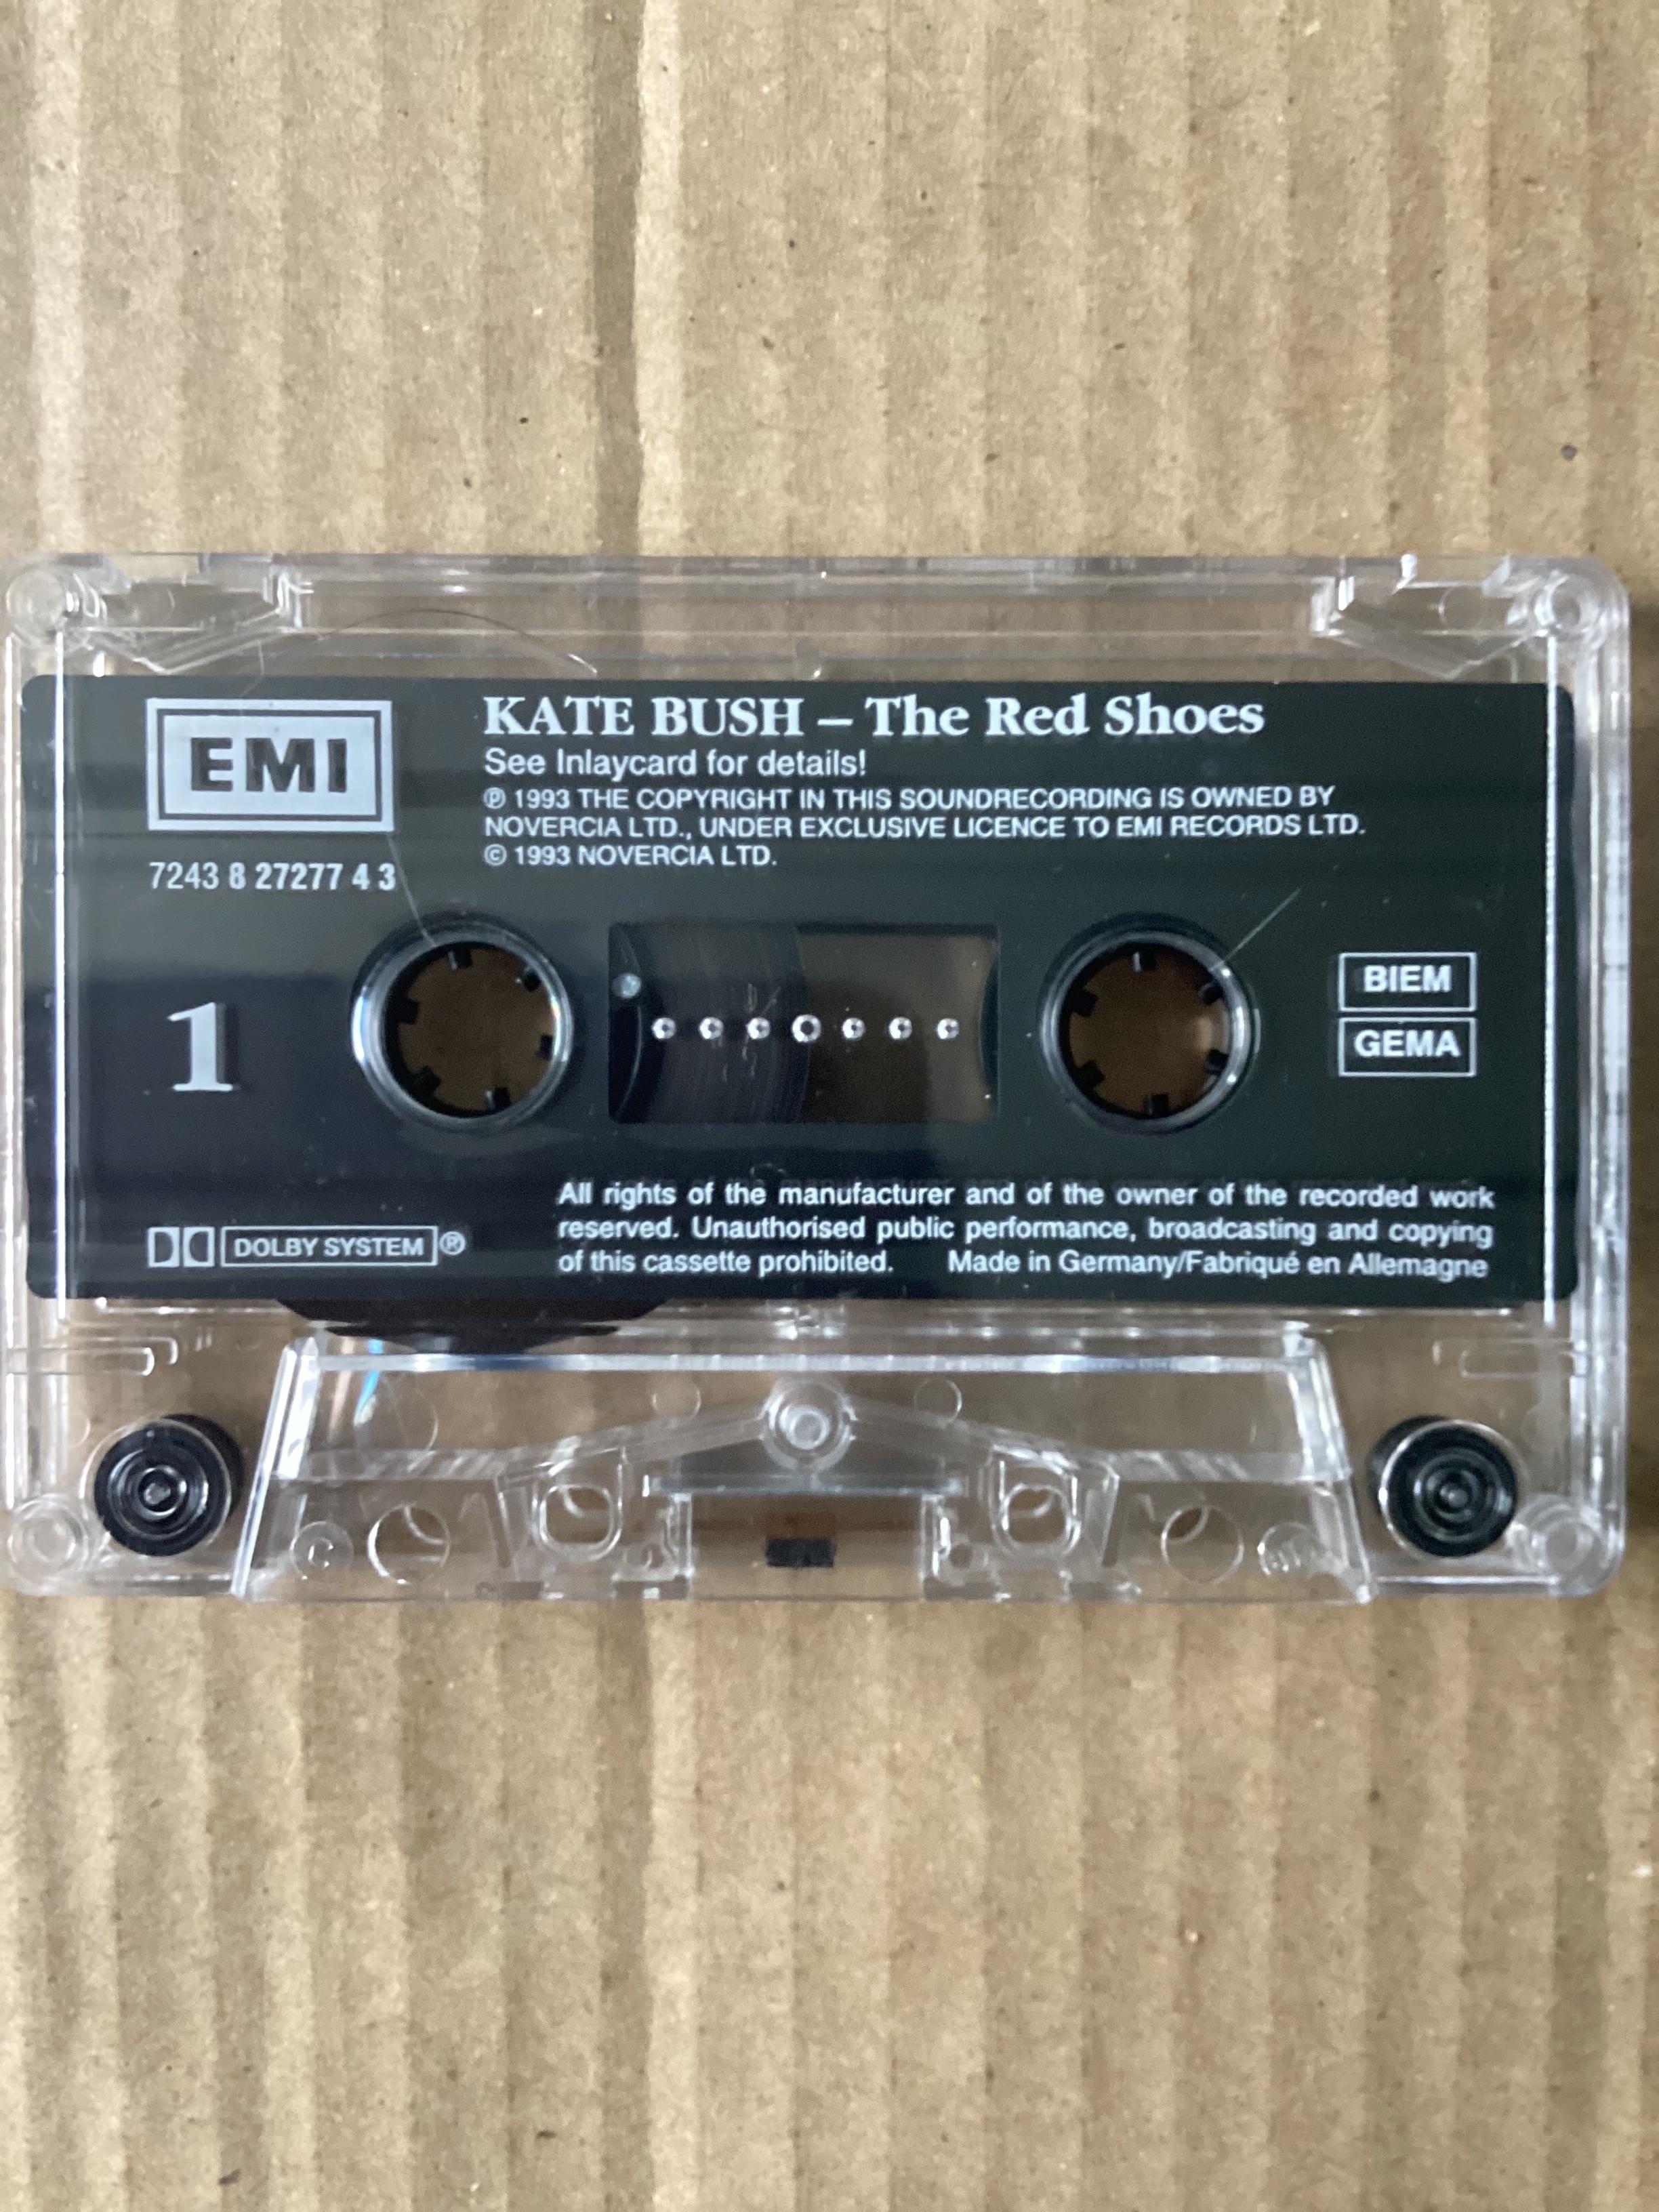 EMI
KATE BUSH – The Red Shoes
See Inlaycard for details!
℗ 1993 THE COPYRIGHT IN THIS SOUNDRECORDING IS OWNED BY
NOVERCIA LTD., UNDER EXCLUSIVE LICENCE TO EMI RECORDS LTD.
© 1993 NOVERCIA LTD.
7243 8 27277 4 3
1
BIEM
GEMA
DOLBY SYSTEM®
All rights of the manufacturer and of the owner of the recorded work
reserved. Unauthorised public performance, broadcasting and copying
of this cassette prohibited. Made in Germany/Fabriqué en Allemagne